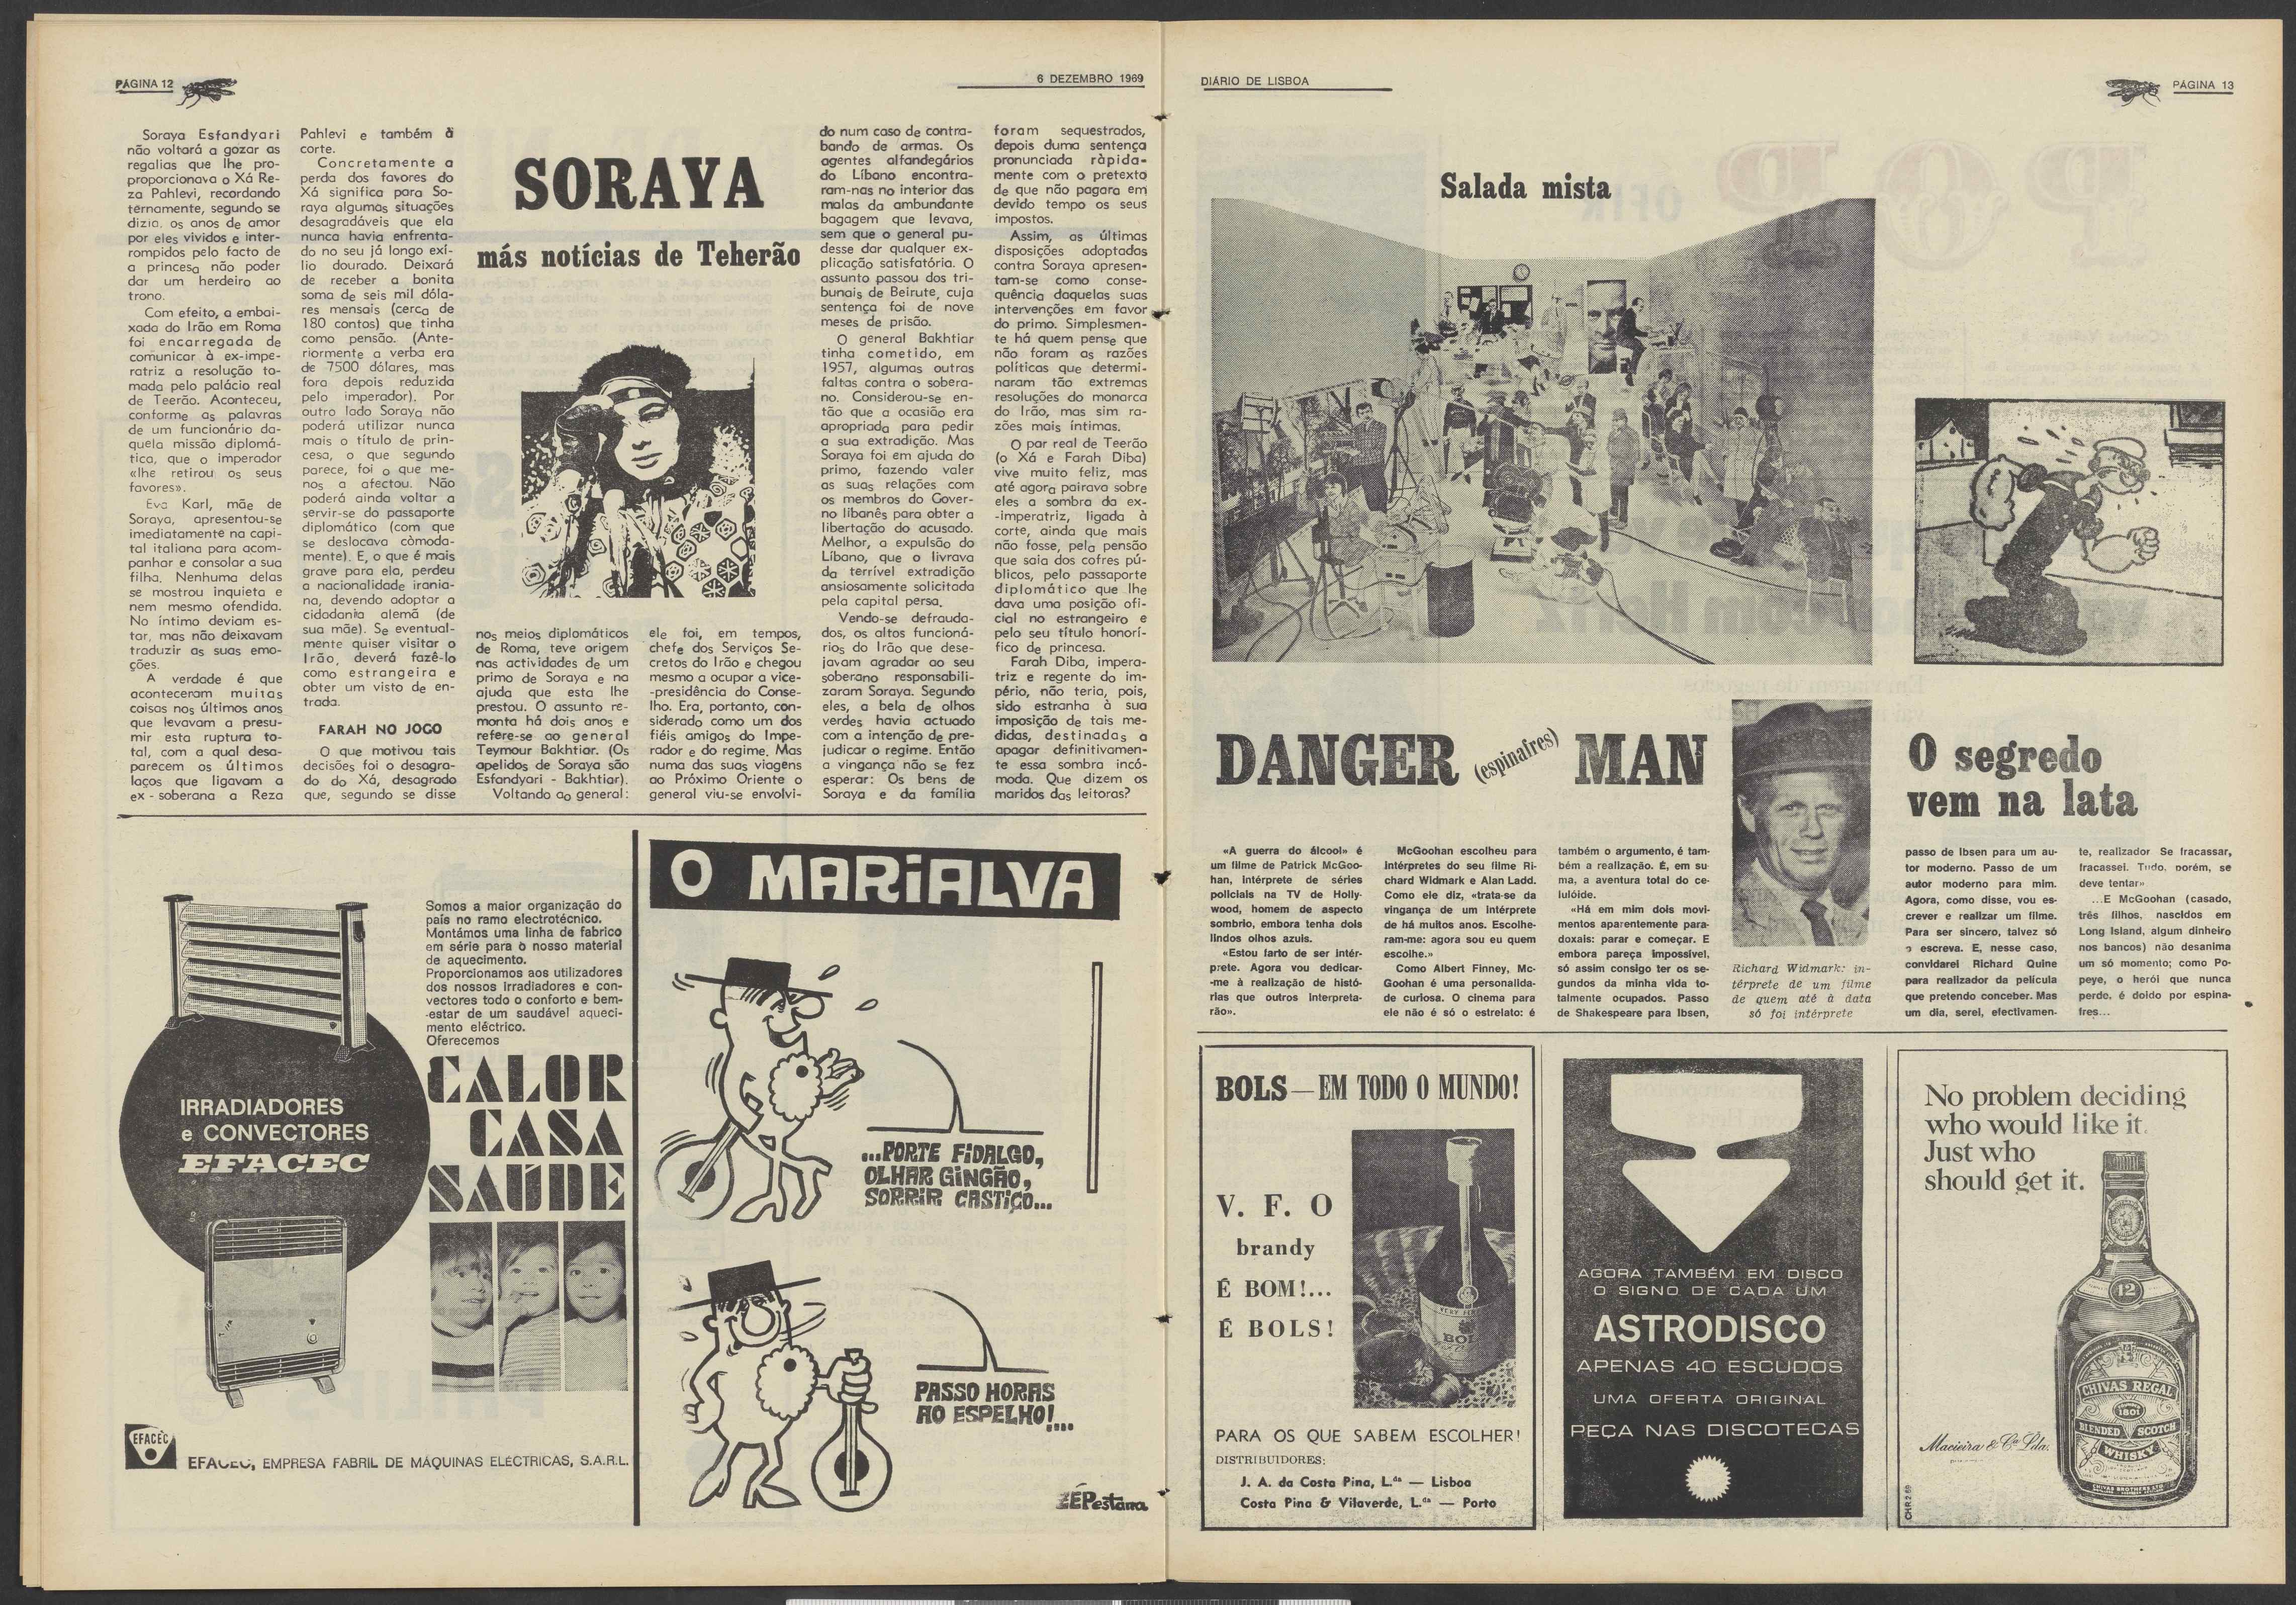 PÁGINA 12
6 DEZEMBRO 1969
Soraya Esfandyari
não voltará a gozar as
regalias que lhe pro-
proporcionava o Xá Re-
za Pahlevi, recordando
tèrnamente, segundo se
dizia, os anos de amor
por eles vividos e inter-
rompidos pelo facto de
a princesa não poder
dar um herdeiro ao
trono.
Com efeito, a embai-
xada do Irão em Roma
foi encarregada de
comunicar à ex-impe-
ratriz a resolução to-
mada pelo palácio real
de Teerão. Aconteceu,
conforme as palavras
de um funcionário da-
quela missão diplomá-
tica, que o imperador
«lhe retirou os seus
favores».
Eva Karl, mãe de
Soraya, apresentou-se
imediatamente na capi-
tal italiana para acom-
panhar e consolar a sua
filha. Nenhuma delas
se mostrou inquieta e
nem mesmo ofendida.
No íntimo deviam es-
tar, mas não deixavam
traduzir as suas emo-
ções.
A verdade é que
aconteceram muitas
coisas nos últimos anos
que levavam a presu-
mir esta ruptura to-
tal, com a qual desa-
parecem os últimos
laços que ligavam a
ex-soberana a Reza
Pahlevi e também à
corte.
Concretamente a
perda dos favores do
Xá significa para So-
raya algumas situações
desagradáveis que ela
nunca havia enfrenta-
do no seu já longo exí-
lio dourado. Deixará
de receber a bonita
soma de seis mil dóla-
res mensais (cerca de
180 contos) que tinha
como pensão. (Ante-
riormente a verba era
de 7500 dólares, mas
fora depois reduzida
pelo imperador). Por
outro lado Soraya não
poderá utilizar nunca
mais o título de prin-
cesa, o que segundo
parece, foi o que me-
nos a afectou. Não
poderá ainda voltar a
servir-se do passaporte
diplomático (com que
se deslocava còmoda-
mente). E, o que é mais
grave para ela, perdeu
a nacionalidade irania-
na, devendo adoptar a
cidadania alemã (de
sua mãe). Se eventual-
mente quiser visitar o
Irão, deverá fazê-lo
como estrangeira e
obter um visto de en-
trada.
FARAH NO JOGO
O que motivou tais
decisões foi o desagra-
do do Xá, desagrado
que, segundo se disse
SORAYA
más notícias de Teherão
nos meios diplomáticos
de Roma, teve origem
nas actividades de um
primo de Soraya e na
ajuda que esta lhe
prestou. O assunto re-
monta há dois anos e
refere-se ao general
Teymour Bakhtiar. (Os
apelidos de Soraya são
Esfandyari - Bakhtiar).
Voltando ao general:
ele foi, em tempos,
chefe dos Serviços Se-
cretos do Irão e chegou
mesmo a ocupar a vice-
-presidência do Conse-
lho. Era, portanto, con-
siderado como um dos
fiéis amigos do Impe-
rador e do regime. Mas
numa das suas viagens
ao Próximo Oriente o
general viu-se envolvi-
do num caso de contra-
bando de armas. Os
agentes alfandegários
do Líbano encontra-
ram-nas no interior das
malas da ambundante
bagagem que levava,
sem que o general pu-
desse dar qualquer ex-
plicação satisfatória. O
assunto passou dos tri-
bunais de Beirute, cuja
sentença foi de nove
meses de prisão.
O general Bakhtiar
tinha cometido, em
1957, algumas outras
faltas contra o sobera-
no. Considerou-se en-
tão que a ocasião era
apropriada para pedir
a sua extradição. Mas
Soraya foi em ajuda do
primo, fazendo valer
as suas relações com
os membros do Gover-
no libanês para obter a
libertação do acusado.
Melhor, a expulsão do
Líbano, que o livrava
da terrível extradição
ansiosamente solicitada
pela capital persa.
Vendo-se defrauda-
dos, os altos funcioná-
rios do Irão que dese-
javam agradar ao seu
soberano responsabili-
zaram Soraya. Segundo
eles, a bela de olhos
verdes havia actuado
com a intenção de pre-
judicar o regime. Então
a vingança não se fez
esperar: Os bens de
Soraya e da família
foram sequestrados,
depois duma sentença
pronunciada ràpida-
mente com o pretexto
de que não pagara em
devido tempo os seus
impostos.
Assim, as últimas
disposições adoptadas
contra Soraya apresen-
tam-se como conse-
quência daquelas suas
intervenções em favor
do primo. Simplesmen-
te há quem pense que
não foram as razões
políticas que determi-
naram tão extremas
resoluções do monarca
do Irão, mas sim ra-
zões mais íntimas.
O par real de Teerão
(o Xá e Farah Diba)
vive muito feliz, mas
até agora pairava sobre
eles a sombra da ex-
-imperatriz, ligada à
corte, ainda que mais
não fosse, pela pensão
que saia dos cofres pú-
blicos, pelo passaporte
diplomático que lhe
dava uma posição ofi-
cial no estrangeiro e
pelo seu título honorí-
fico de princesa.
Farah Diba, impera-
triz e regente do im-
pério, não teria, pois,
sido estranha à sua
imposição de tais me-
didas, destinadas a
apagar definitivamen-
te essa sombra incó-
moda. Que dizem os
maridos das leitoras?
Somos a maior organização do
país no ramo electrotécnico.
Montámos uma linha de fabrico
em série para o nosso material
de aquecimento.
Proporcionamos aos utilizadores
dos nossos irradiadores e con-
vectores todo o conforto e bem-
-estar de um saudável aqueci-
mento eléctrico.
Oferecemos
CALOR
CASA
SAÚDE
IRRADIADORES
e CONVECTORES
EFACEC
EFACEC
EFACEC, EMPRESA FABRIL DE MÁQUINAS ELÉCTRICAS, S.A.R.L.
O MARIALVA
...PORTE FIDALGO,
OLHAR GINGÃO,
SORRIR CASTIÇO...
PASSO HORAS
AO ESPELHO!....
ZÉPestana
DIÁRIO DE LISBOA
PÁGINA 13
Salada mista
DANGER (espinafres) MAN
«A guerra do álcool» é
um filme de Patrick McGoo-
han, intérprete de séries
policiais na TV de Holly-
wood, homem de aspecto
sombrio, embora tenha dois
lindos olhos azuis.
«Estou farto de ser intér-
prete. Agora vou dedicar-
-me à realização de histó-
rias que outros interpreta-
rão».
McGoohan escolheu para
intérpretes do seu filme Ri-
chard Widmark e Alan Ladd.
Como ele diz, «trata-se da
vingança de um intérprete
de há muitos anos. Escolhe-
ram-me: agora sou eu quem
escolhe.»
Como Albert Finney, Mc-
Goohan é uma personalida-
de curiosa. O cinema para
ele não é só o estrelato: é
também o argumento, é tam-
bém a realização. É, em su-
ma, a aventura total do ce-
lulóide.
«Há em mim dois movi-
mentos aparentemente para-
doxais: parar e começar. E
embora pareça impossível,
só assim consigo ter os se-
gundos da minha vida to-
talmente ocupados. Passo
de Shakespeare para Ibsen,
Richard Widmark: in-
térprete de um filme
de quem até à data
só foi intérprete
O segredo
vem na lata
passo de Ibsen para um au-
tor moderno. Passo de um
autor moderno para mim.
Agora, como disse, vou es-
crever e realizar um filme.
Para ser sincero, talvez só
o escreva. E, nesse caso,
convidarei Richard Quine
para realizador da película
que pretendo conceber. Mas
um dia, serei, efectivamen-
te, realizador Se fracassar,
fracassei. Tudo, porém, se
deve tentar»
...E McGoohan (casado,
três filhos, nascidos em
Long Island, algum dinheiro
nos bancos) não desanima
um só momento; como Po-
peye, o herói que nunca
perde, é doido por espina-
fres...
BOLS—EM TODO O MUNDO!
V. F. O
brandy
É BOM!...
É BOLS!
PARA OS QUE SABEM ESCOLHER!
DISTRIBUIDORES:
J. A. da Costa Pina, L.da — Lisboa
Costa Pina & Vilaverde, L.da — Porto
AGORA TAMBÉM EM DISCO
O SIGNO DE CADA UM
ASTRODISCO
APENAS 40 ESCUDOS
UMA OFERTA ORIGINAL
PEÇA NAS DISCOTECAS
No problem deciding
who would like it.
Just who
should get it.
12
CHIVAS REGAL
1801
BLENDED SCOTCH
WHISKY
CHIVAS BROTHERS LTD.
Macieira & Cª Lda.
CHR 2 69